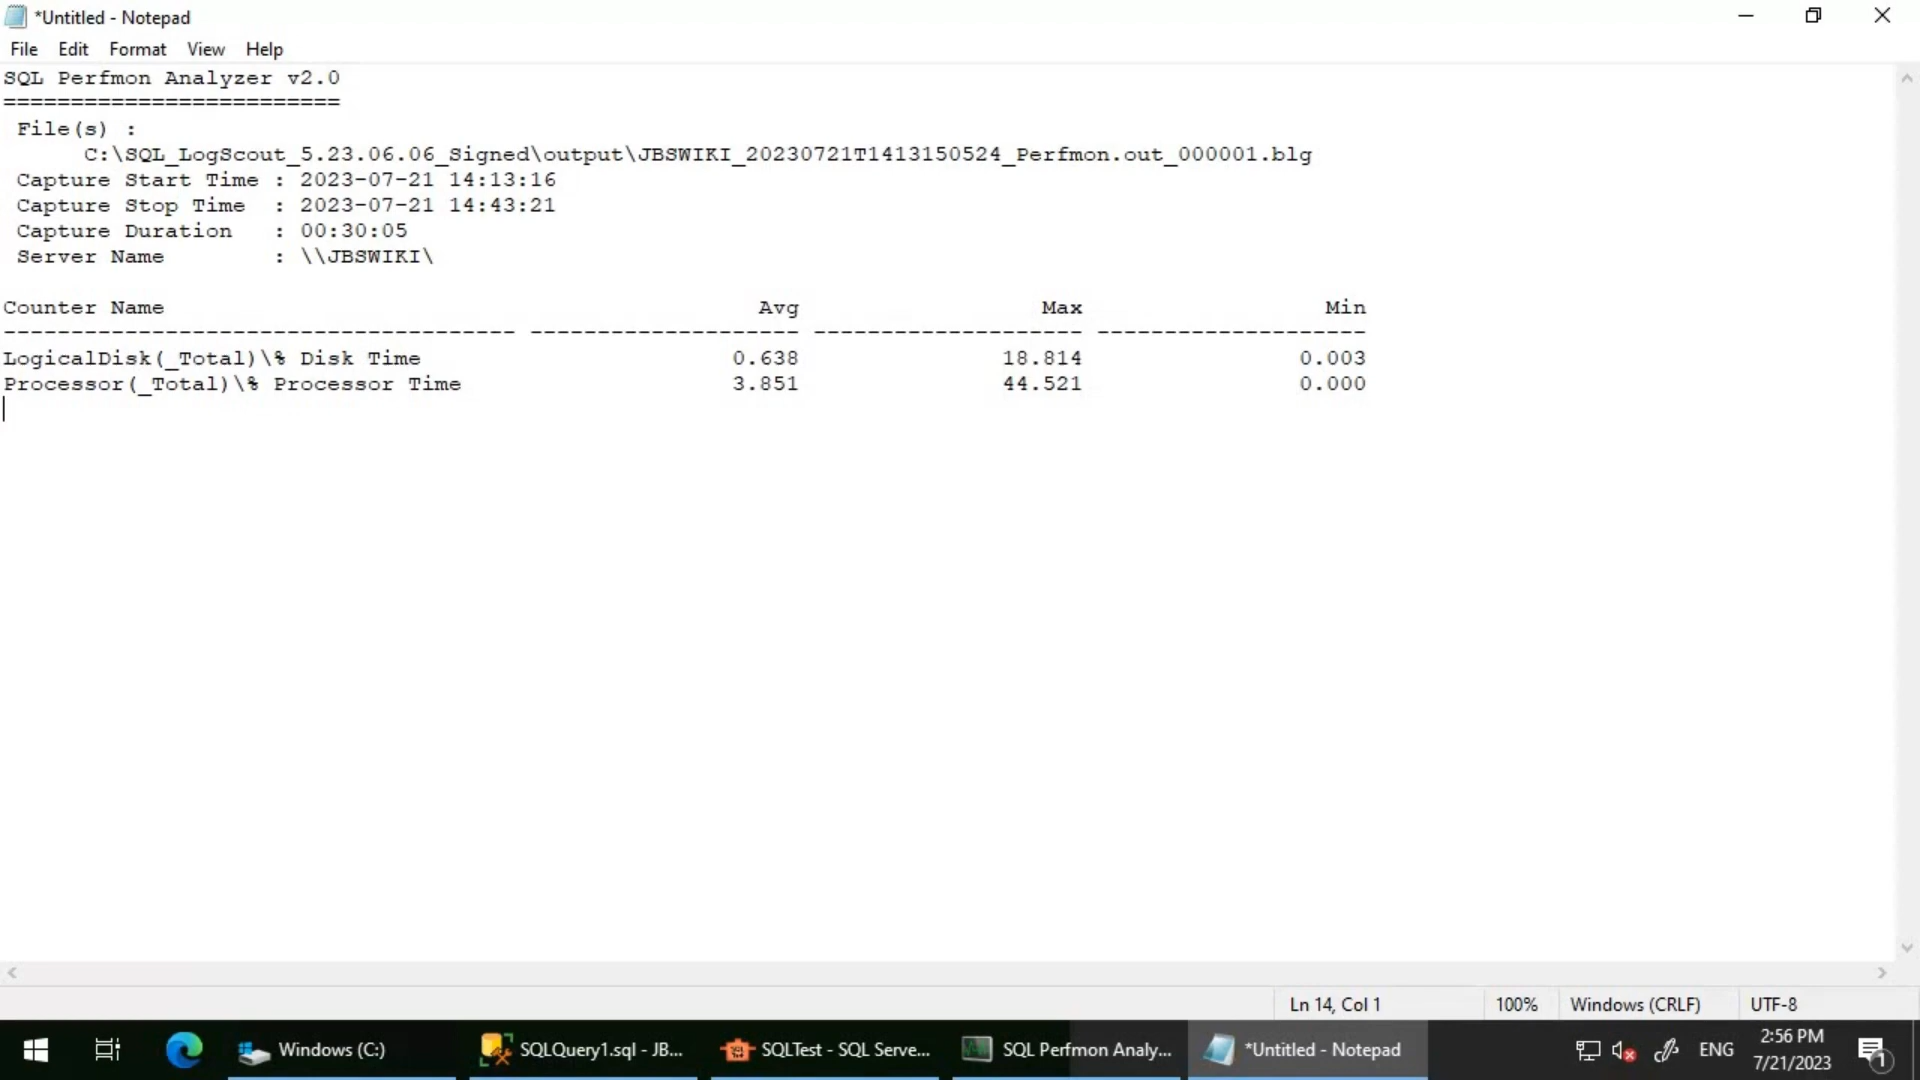 *Untitled - Notepad
File Edit Format View Help
SQL Perfmon Analyzer v2.0
=========================
File(s) :
C:\SQL_LogScout_5.23.06.06_Signed\output\JBSWIKI_20230721T1413150524_Perfmon.out_000001.blg
Capture Start Time : 2023-07-21 14:13:16
Capture Stop Time  : 2023-07-21 14:43:21
Capture Duration   : 00:30:05
Server Name        : \\JBSWIKI\
Counter Name Avg Max Min
-------------------------------------- -------------------- -------------------- --------------------
LogicalDisk(_Total)\% Disk Time 0.638 18.814 0.003
Processor(_Total)\% Processor Time 3.851 44.521 0.000
Ln 14, Col 1 100% Windows (CRLF) UTF-8
Windows (C:) SQLQuery1.sql - JB... SQLTest - SQL Serve... SQL Perfmon Analy... *Untitled - Notepad ENG 2:56 PM
7/21/2023 1